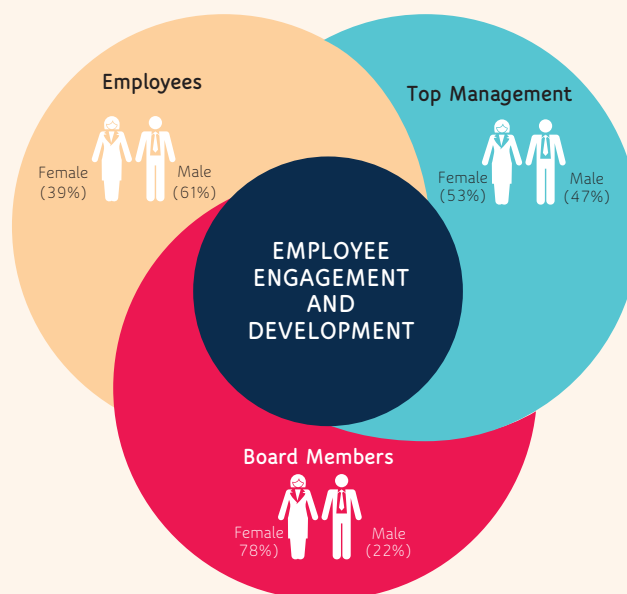 Employees
Female
(39%)
Male
(61%)
Top Management
Female
(53%)
Male
(47%)
EMPLOYEE
ENGAGEMENT
AND
DEVELOPMENT
Board Members
Female
78%)
Male
(22%)